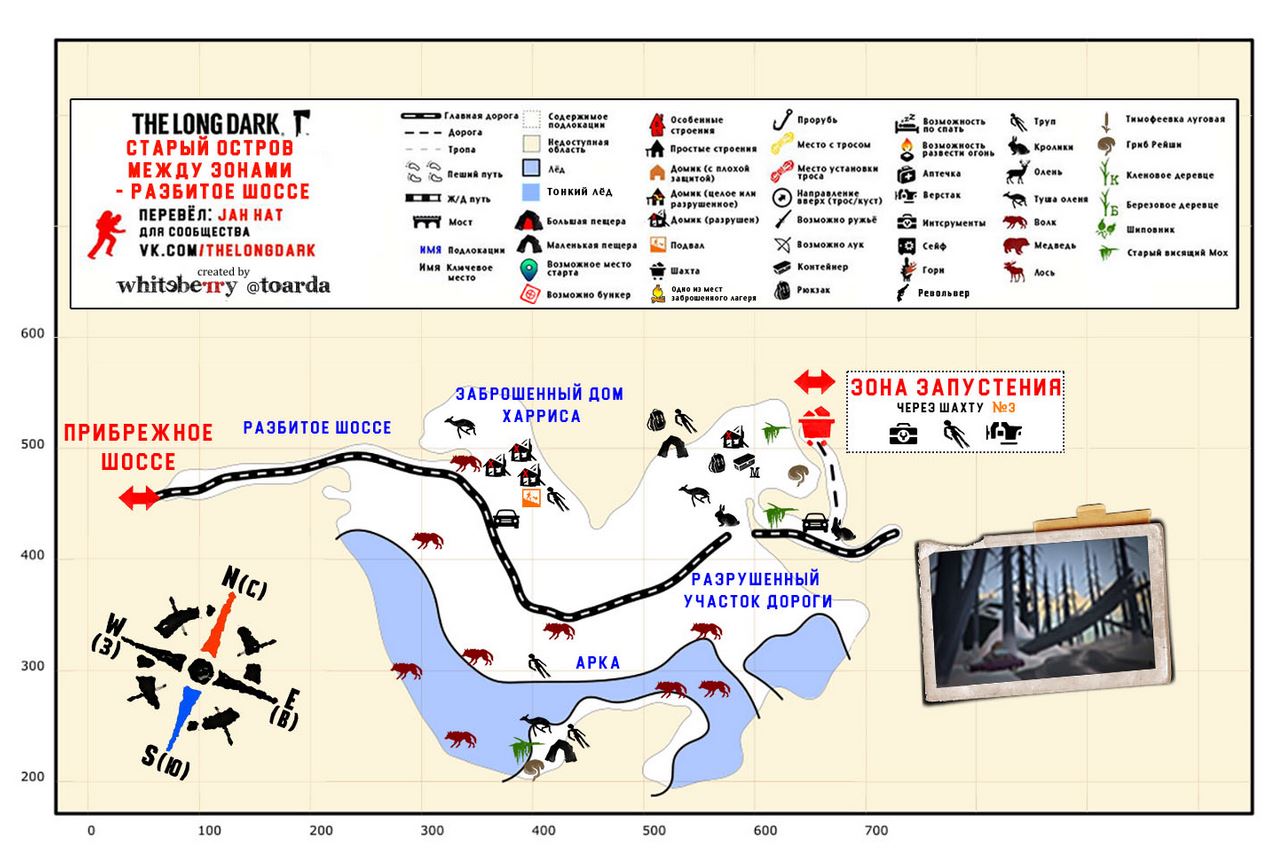 THE LONG DARK.
СТАРЫЙ ОСТРОВ
МЕЖДУ ЗОНАМИ
- РАЗБИТОЕ ШОССЕ
ПЕРЕВЁЛ: JAH HAT
ДЛЯ СООБЩЕСТВА
VK.COM/THELONGDARK
created by
whiteberry @toarda
Главная дорога
Дорога
Тропа
Пеший путь
Ж/Д путь
Мост
ИМЯ Подлокации
Имя Ключевое
место
Содержимое
подлокации
Недоступная
область
Лёд
Тонкий лёд
Большая пещера
Маленькая пещера
Возможное место
старта
Возможно бункер
Особенные
строения
Простые строения
Домик (с плохой
защитой)
Домик (целое или
разрушенное)
Домик (разрушен)
Подвал
Шахта
Одно из мест
заброшенного лагеря
Прорубь
Место с тросом
Место установки
троса
Направление
вверх (трос/куст)
Возможно ружьё
Возможно лук
Контейнер
Рюкзак
Возможность
по спать
Возможность
развести огонь
Аптечка
Верстак
Интсрументы
Сейф
Горн
Револьвер
Труп
Кролики
Олень
Туша оленя
Волк
Медведь
Лось
Тимофеевка луговая
Гриб Рейши
К Кленовое деревце
Б Березовое деревце
Шиповник
Старый висящий Мох
600
500
400
300
200
ПРИБРЕЖНОЕ
ШОССЕ
РАЗБИТОЕ ШОССЕ
ЗАБРОШЕННЫЙ ДОМ
ХАРРИСА
ЗОНА ЗАПУСТЕНИЯ
ЧЕРЕЗ ШАХТУ №3
М
РАЗРУШЕННЫЙ
УЧАСТОК ДОРОГИ
АРКА
N(С)
W
(З)
E
(В)
S(Ю)
0 100 200 300 400 500 600 700